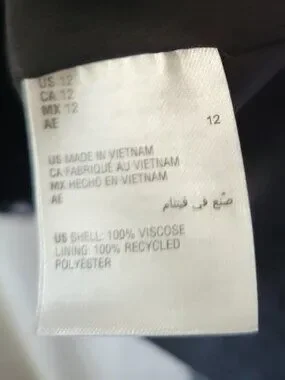 US 12
CA 12
MX 12
AE 12
US MADE IN VIETNAM
CA FABRIQUÉ AU VIETNAM
MX HECHO EN VIETNAM
AE
صنع في فيتنام
US SHELL: 100% VISCOSE
LINING: 100% RECYCLED
POLYESTER